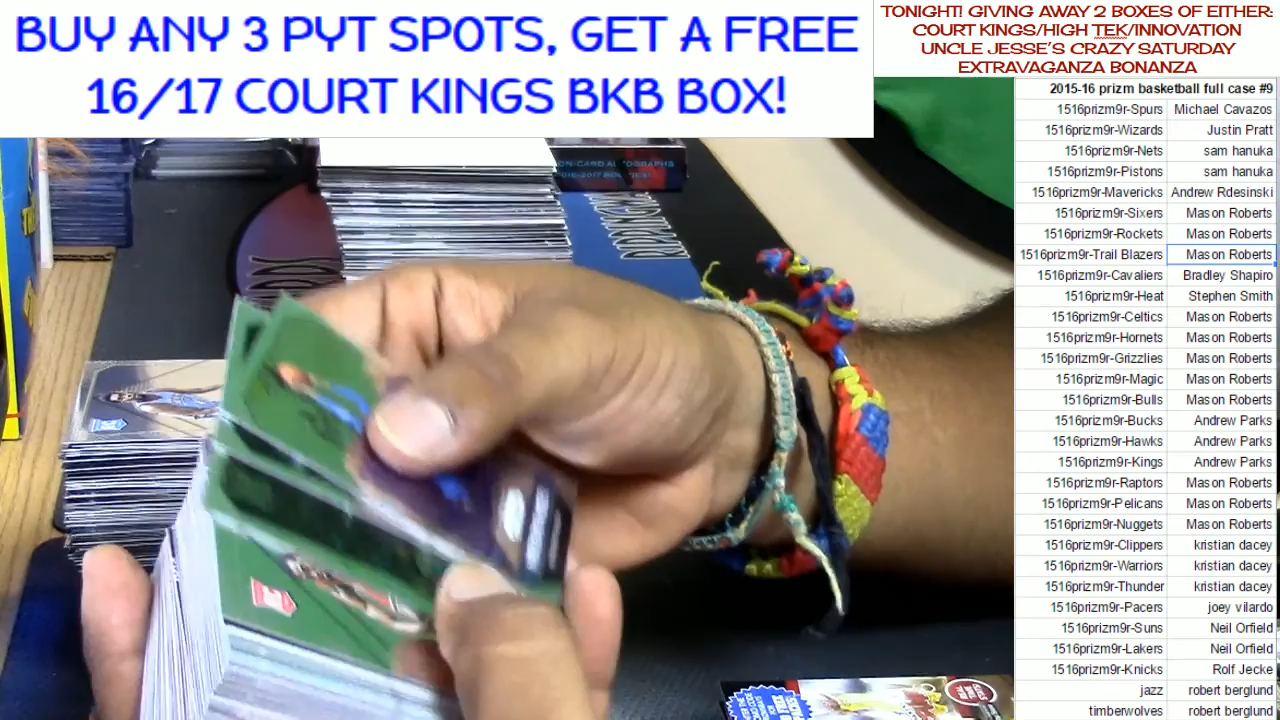 BUY ANY 3 PYT SPOTS, GET A FREE
16/17 COURT KINGS BKB BOX!
TONIGHT! GIVING AWAY 2 BOXES OF EITHER:
COURT KINGS/HIGH TEK/INNOVATION
UNCLE JESSE'S CRAZY SATURDAY
EXTRAVAGANZA BONANZA
2015-16 prizm basketball full case #9
1516prizm9r-Spurs Michael Cavazos
1516prizm9r-Wizards Justin Pratt
1516prizm9r-Nets sam hanuka
1516prizm9r-Pistons sam hanuka
1516prizm9r-Mavericks Andrew Rdesinski
1516prizm9r-Sixers Mason Roberts
1516prizm9r-Rockets Mason Roberts
1516prizm9r-Trail Blazers Mason Roberts
1516prizm9r-Cavaliers Bradley Shapiro
1516prizm9r-Heat Stephen Smith
1516prizm9r-Celtics Mason Roberts
1516prizm9r-Hornets Mason Roberts
1516prizm9r-Grizzlies Mason Roberts
1516prizm9r-Magic Mason Roberts
1516prizm9r-Bulls Mason Roberts
1516prizm9r-Bucks Andrew Parks
1516prizm9r-Hawks Andrew Parks
1516prizm9r-Kings Andrew Parks
1516prizm9r-Raptors Mason Roberts
1516prizm9r-Pelicans Mason Roberts
1516prizm9r-Nuggets Mason Roberts
1516prizm9r-Clippers kristian dacey
1516prizm9r-Warriors kristian dacey
1516prizm9r-Thunder kristian dacey
1516prizm9r-Pacers joey vilardo
1516prizm9r-Suns Neil Orfield
1516prizm9r-Lakers Neil Orfield
1516prizm9r-Knicks Rolf Jecke
jazz robert berglund
timberwolves robert berglund
ON-CARD AUTOGRAPHS